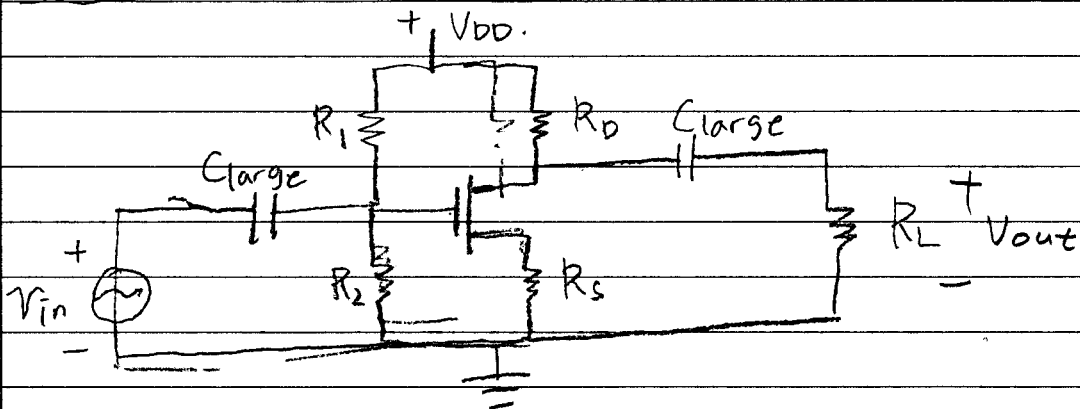 + VDD.
R1
RD
Clarge
Clarge
+
Vin
-
R2
RS
RL
+
Vout
-